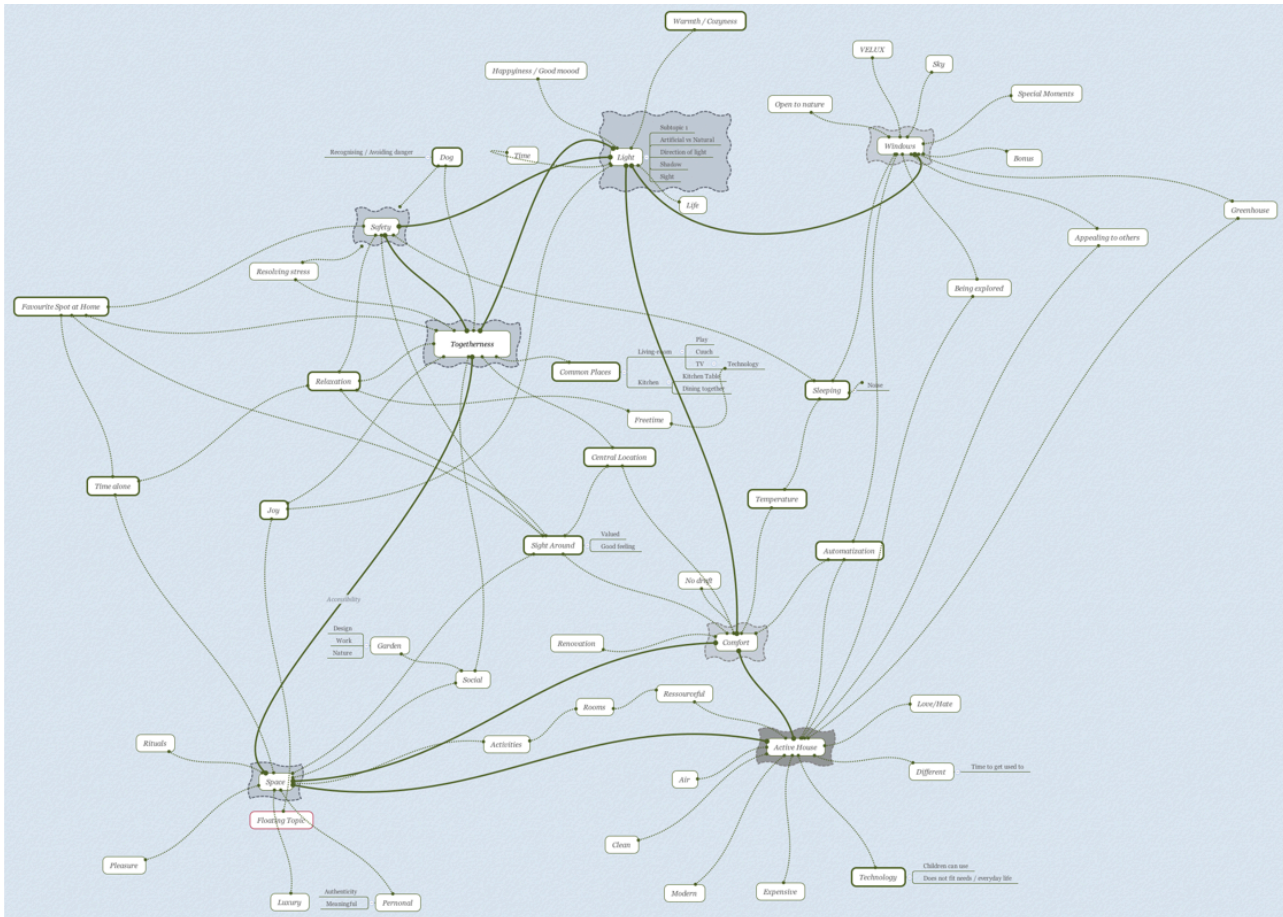 Warmth / Cozyness
VELUX
Sky
Happyiness / Good moood
Special Moments
Open to nature
Subtopic 1
Artificial vs Natural
Direction of light
Shadow
Sight
Light
Windows
Recognising / Avoiding danger
Dog
Time
Bonus
Life
Greenhouse
Safety
Appealing to others
Resolving stress
Being explored
Favourite Spot at Home
Togetherness
Play
Living room
Couch
TV
Technology
Common Places
Kitchen
Kitchen Table
Dining together
Relaxation
Sleeping
Noise
Freetime
Central Location
Time alone
Temperature
Joy
Sight Around
Valued
Good feeling
Automatization
No draft
Accessibility
Design
Work
Nature
Garden
Renovation
Comfort
Social
Ressourceful
Rooms
Love/Hate
Rituals
Activities
Active House
Air
Different
Time to get used to
Space
Floating Topic
Clean
Pleasure
Children can use
Technology
Does not fit needs / everyday life
Modern
Expensive
Luxury
Authenticity
Meaningful
Personal